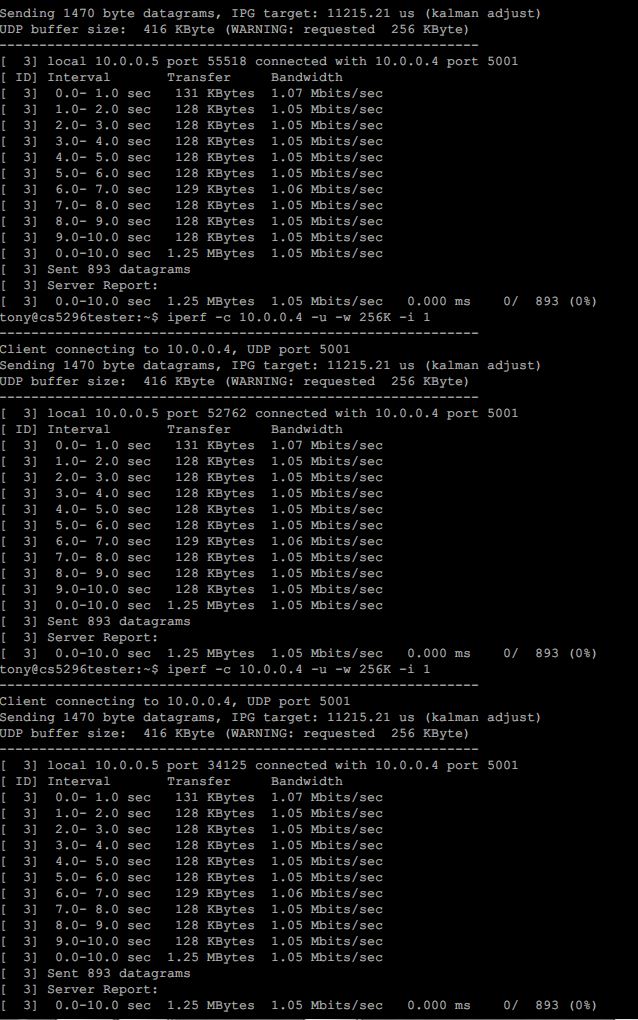 Sending 1470 byte datagrams, IPG target: 11215.21 us (kalman adjust)
UDP buffer size:  416 KByte (WARNING: requested  256 KByte)
------------------------------------------------------------
[  3] local 10.0.0.5 port 55518 connected with 10.0.0.4 port 5001
[ ID] Interval       Transfer     Bandwidth
[  3]  0.0- 1.0 sec   131 KBytes  1.07 Mbits/sec
[  3]  1.0- 2.0 sec   128 KBytes  1.05 Mbits/sec
[  3]  2.0- 3.0 sec   128 KBytes  1.05 Mbits/sec
[  3]  3.0- 4.0 sec   128 KBytes  1.05 Mbits/sec
[  3]  4.0- 5.0 sec   128 KBytes  1.05 Mbits/sec
[  3]  5.0- 6.0 sec   128 KBytes  1.05 Mbits/sec
[  3]  6.0- 7.0 sec   129 KBytes  1.06 Mbits/sec
[  3]  7.0- 8.0 sec   128 KBytes  1.05 Mbits/sec
[  3]  8.0- 9.0 sec   128 KBytes  1.05 Mbits/sec
[  3]  9.0-10.0 sec   128 KBytes  1.05 Mbits/sec
[  3]  0.0-10.0 sec  1.25 MBytes  1.05 Mbits/sec
[  3] Sent 893 datagrams
[  3] Server Report:
[  3]  0.0-10.0 sec  1.25 MBytes  1.05 Mbits/sec   0.000 ms    0/  893 (0%)
tony@cs5296tester:~$ iperf -c 10.0.0.4 -u -w 256K -i 1
------------------------------------------------------------
Client connecting to 10.0.0.4, UDP port 5001
Sending 1470 byte datagrams, IPG target: 11215.21 us (kalman adjust)
UDP buffer size:  416 KByte (WARNING: requested  256 KByte)
------------------------------------------------------------
[  3] local 10.0.0.5 port 52762 connected with 10.0.0.4 port 5001
[ ID] Interval       Transfer     Bandwidth
[  3]  0.0- 1.0 sec   131 KBytes  1.07 Mbits/sec
[  3]  1.0- 2.0 sec   128 KBytes  1.05 Mbits/sec
[  3]  2.0- 3.0 sec   128 KBytes  1.05 Mbits/sec
[  3]  3.0- 4.0 sec   128 KBytes  1.05 Mbits/sec
[  3]  4.0- 5.0 sec   128 KBytes  1.05 Mbits/sec
[  3]  5.0- 6.0 sec   128 KBytes  1.05 Mbits/sec
[  3]  6.0- 7.0 sec   129 KBytes  1.06 Mbits/sec
[  3]  7.0- 8.0 sec   128 KBytes  1.05 Mbits/sec
[  3]  8.0- 9.0 sec   128 KBytes  1.05 Mbits/sec
[  3]  9.0-10.0 sec   128 KBytes  1.05 Mbits/sec
[  3]  0.0-10.0 sec  1.25 MBytes  1.05 Mbits/sec
[  3] Sent 893 datagrams
[  3] Server Report:
[  3]  0.0-10.0 sec  1.25 MBytes  1.05 Mbits/sec   0.000 ms    0/  893 (0%)
tony@cs5296tester:~$ iperf -c 10.0.0.4 -u -w 256K -i 1
------------------------------------------------------------
Client connecting to 10.0.0.4, UDP port 5001
Sending 1470 byte datagrams, IPG target: 11215.21 us (kalman adjust)
UDP buffer size:  416 KByte (WARNING: requested  256 KByte)
------------------------------------------------------------
[  3] local 10.0.0.5 port 34125 connected with 10.0.0.4 port 5001
[ ID] Interval       Transfer     Bandwidth
[  3]  0.0- 1.0 sec   131 KBytes  1.07 Mbits/sec
[  3]  1.0- 2.0 sec   128 KBytes  1.05 Mbits/sec
[  3]  2.0- 3.0 sec   128 KBytes  1.05 Mbits/sec
[  3]  3.0- 4.0 sec   128 KBytes  1.05 Mbits/sec
[  3]  4.0- 5.0 sec   128 KBytes  1.05 Mbits/sec
[  3]  5.0- 6.0 sec   128 KBytes  1.05 Mbits/sec
[  3]  6.0- 7.0 sec   129 KBytes  1.06 Mbits/sec
[  3]  7.0- 8.0 sec   128 KBytes  1.05 Mbits/sec
[  3]  8.0- 9.0 sec   128 KBytes  1.05 Mbits/sec
[  3]  9.0-10.0 sec   128 KBytes  1.05 Mbits/sec
[  3]  0.0-10.0 sec  1.25 MBytes  1.05 Mbits/sec
[  3] Sent 893 datagrams
[  3] Server Report:
[  3]  0.0-10.0 sec  1.25 MBytes  1.05 Mbits/sec   0.000 ms    0/  893 (0%)